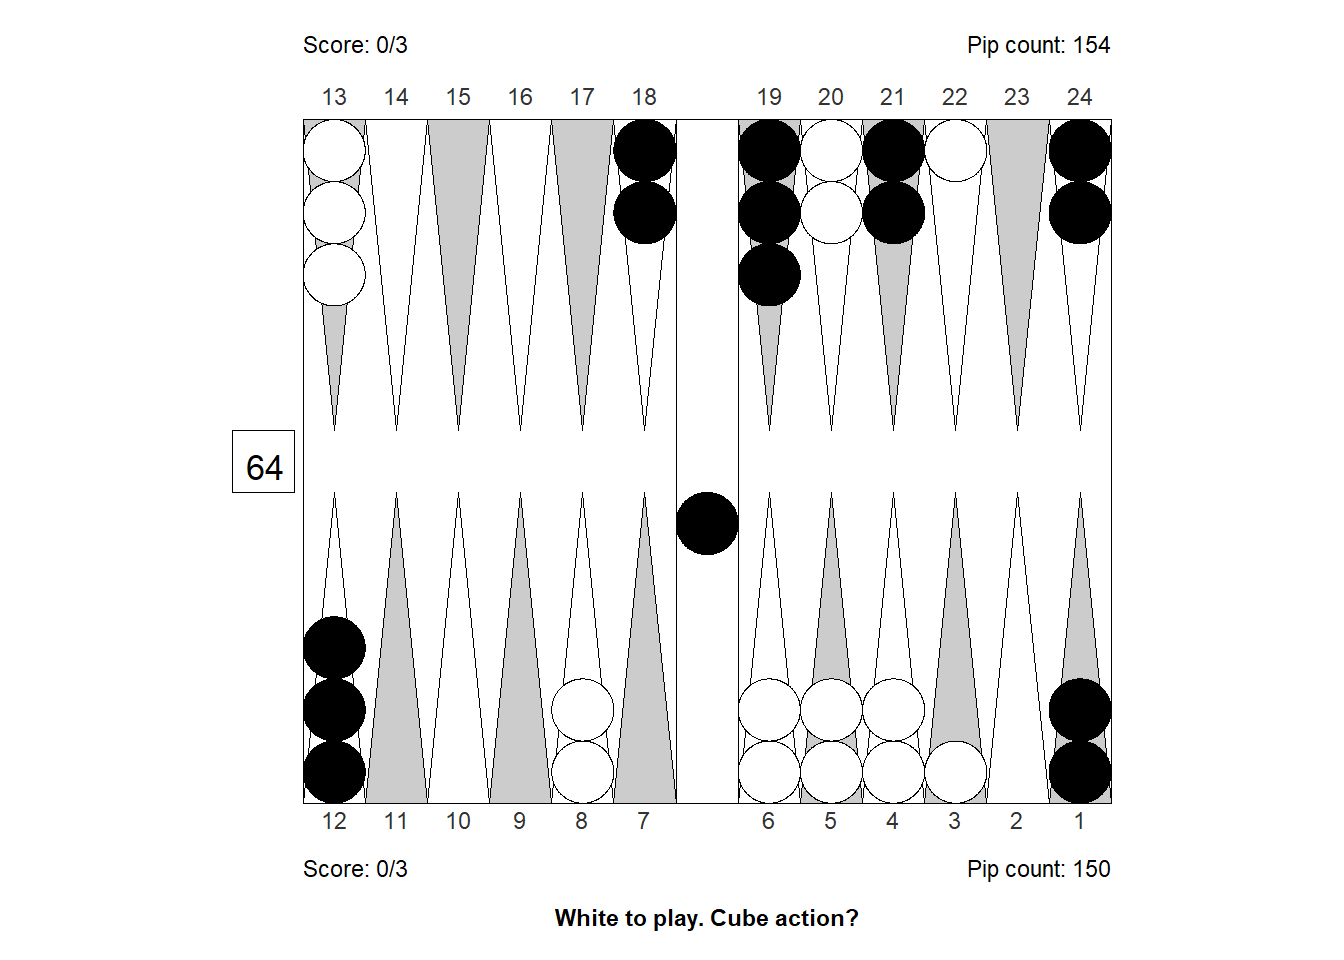 Score: 0/3 Pip count: 154
13 14 15 16 17 18 19 20 21 22 23 24
64
12 11 10 9 8 7 6 5 4 3 2 1
Score: 0/3 Pip count: 150
White to play. Cube action?